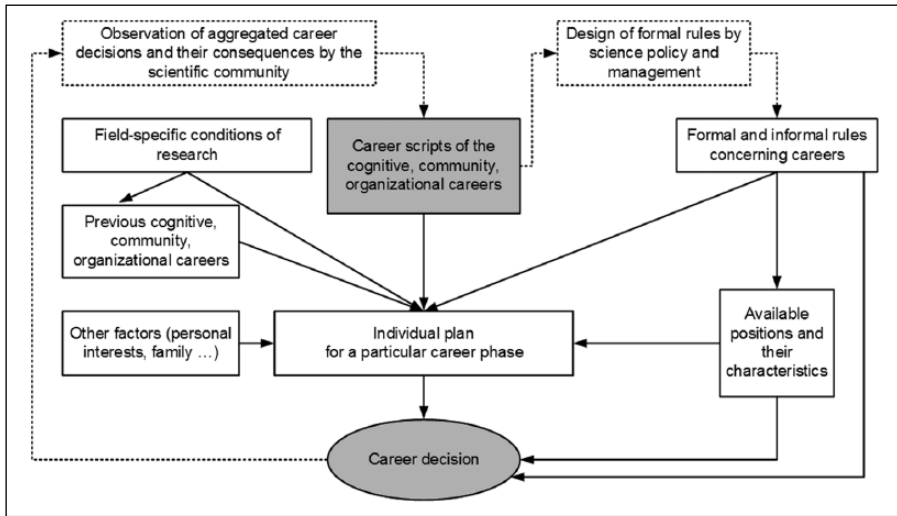 Observation of aggregated career
decisions and their consequences by the
scientific community
Design of formal rules by
science policy and
management
Field-specific conditions of
research
Career scripts of the
cognitive, community,
organizational careers
Formal and informal rules
concerning careers
Previous cognitive,
community,
organizational careers
Other factors (personal
interests, family …)
Individual plan
for a particular career phase
Available
positions and
their
characteristics
Career decision